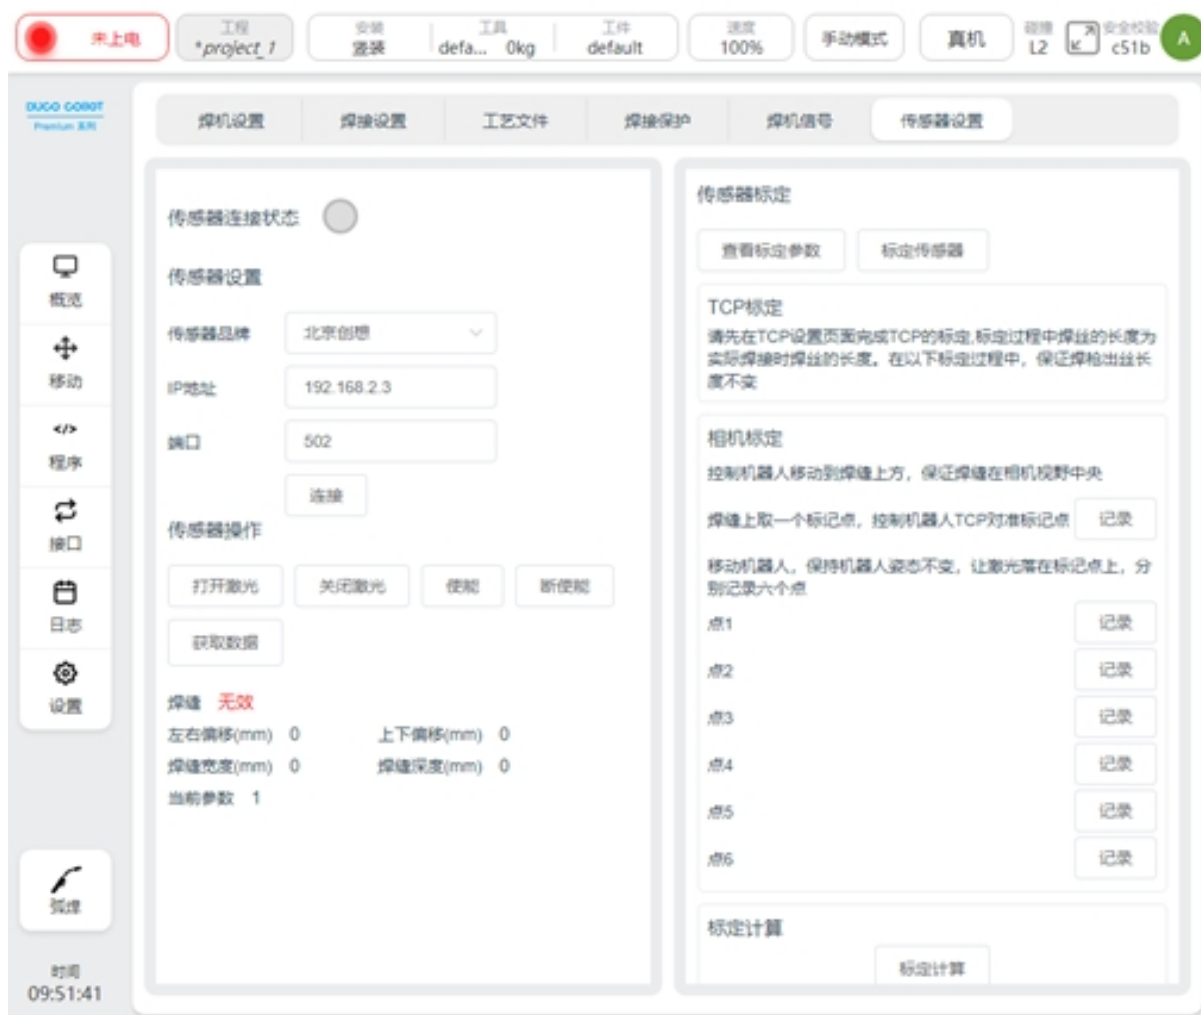 未上电
工程
*project_1
安装
竖装
工具
defa... 0kg
工件
default
速度
100%
手动模式
真机
碰撞
L2
安全校验
c51b
A
DUCO COBOT
Premium 系列
焊机设置
焊接设置
工艺文件
焊接保护
焊机信号
传感器设置
概览
移动
程序
接口
日志
设置
弧焊
时间
09:51:41
传感器连接状态
传感器设置
传感器品牌 北京创想
IP地址 192.168.2.3
端口 502
连接
传感器操作
打开激光 关闭激光 使能 断使能
获取数据
焊缝 无效
左右偏移(mm) 0 上下偏移(mm) 0
焊缝宽度(mm) 0 焊缝深度(mm) 0
当前参数 1
传感器标定
查看标定参数 标定传感器
TCP标定
请先在TCP设置页面完成TCP的标定,标定过程中焊丝的长度为
实际焊接时焊丝的长度。在以下标定过程中，保证焊枪出丝长
度不变
相机标定
控制机器人移动到焊缝上方，保证焊缝在相机视野中央
焊缝上取一个标记点，控制机器人TCP对准标记点 记录
移动机器人，保持机器人姿态不变，让激光落在标记点上，分
别记录六个点
点1 记录
点2 记录
点3 记录
点4 记录
点5 记录
点6 记录
标定计算
标定计算